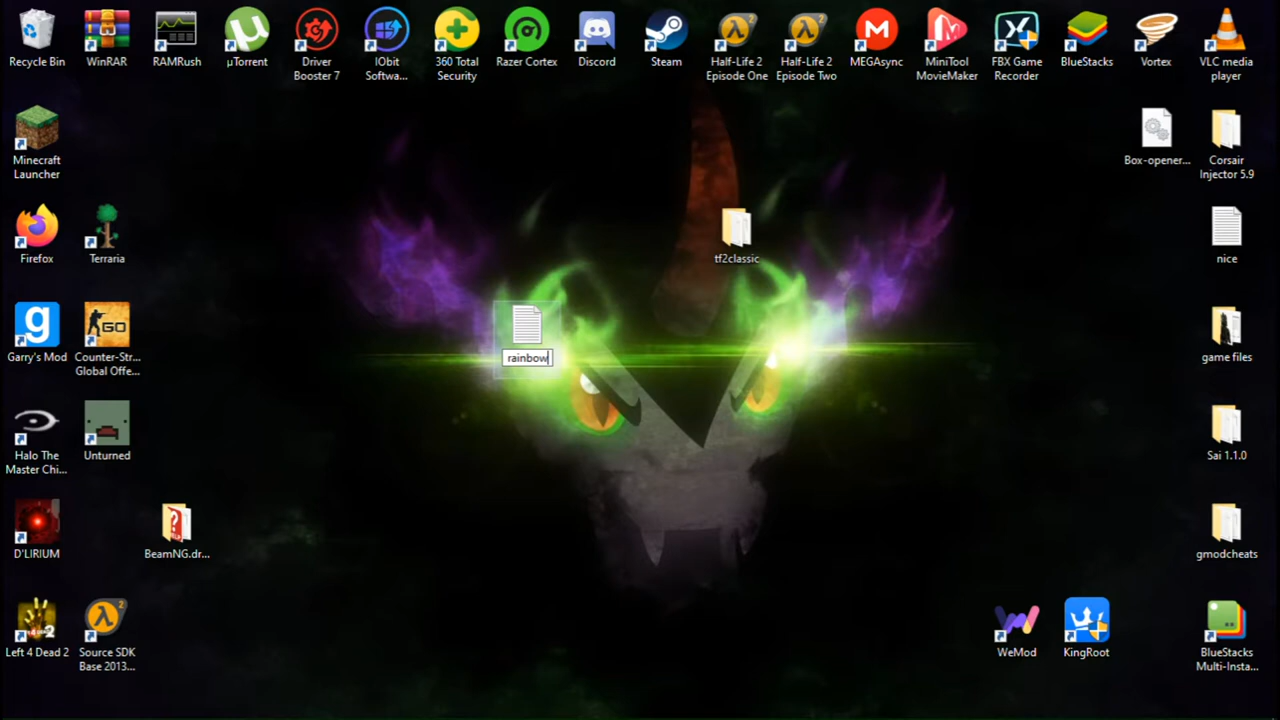 Recycle Bin
WinRAR
RAMRush
µTorrent
Driver
Booster 7
IObit
Softwa...
360 Total
Security
Razer Cortex
Discord
Steam
Half-Life 2
Episode One
Half-Life 2
Episode Two
MEGAsync
MiniTool
MovieMaker
FBX Game
Recorder
BlueStacks
Vortex
VLC media
player
Minecraft
Launcher
Box-opener...
Corsair
Injector 5.9
Firefox
Terraria
tf2classic
nice
Garry's Mod
GO
Counter-Str...
Global Offe...
rainbow
game files
Halo The
Master Chi...
Unturned
Sai 1.1.0
D'LIRIUM
BeamNG.dr...
gmodcheats
Left 4 Dead 2
Source SDK
Base 2013...
WeMod
KingRoot
BlueStacks
Multi-Insta...